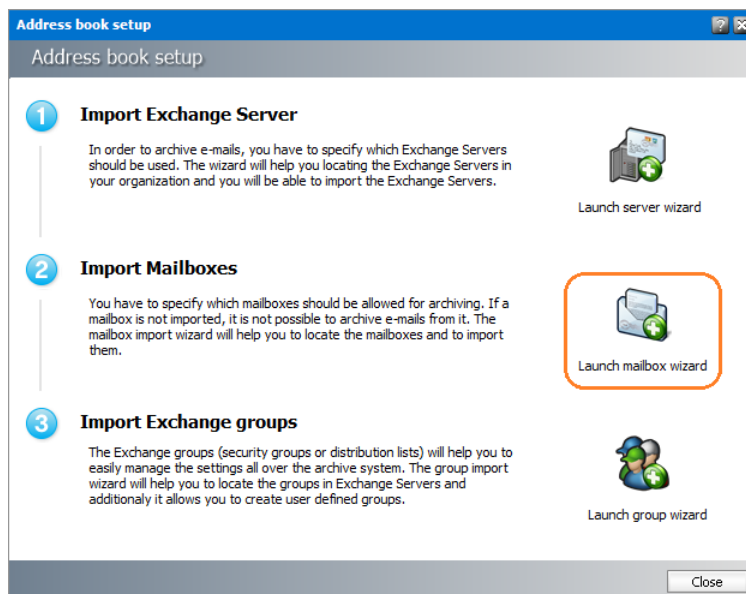 Address book setup
?
Address book setup
1
Import Exchange Server
In order to archive e-mails, you have to specify which Exchange Servers
should be used. The wizard will help you locating the Exchange Servers in
your organization and you will be able to import the Exchange Servers.
Launch server wizard
2
Import Mailboxes
You have to specify which mailboxes should be allowed for archiving. If a
mailbox is not imported, it is not possible to archive e-mails from it. The
mailbox import wizard will help you to locate the mailboxes and to import
them.
Launch mailbox wizard
3
Import Exchange groups
The Exchange groups (security groups or distribution lists) will help you to
easily manage the settings all over the archive system. The group import
wizard will help you to locate the groups in Exchange Servers and
additionaly it allows you to create user defined groups.
Launch group wizard
Close